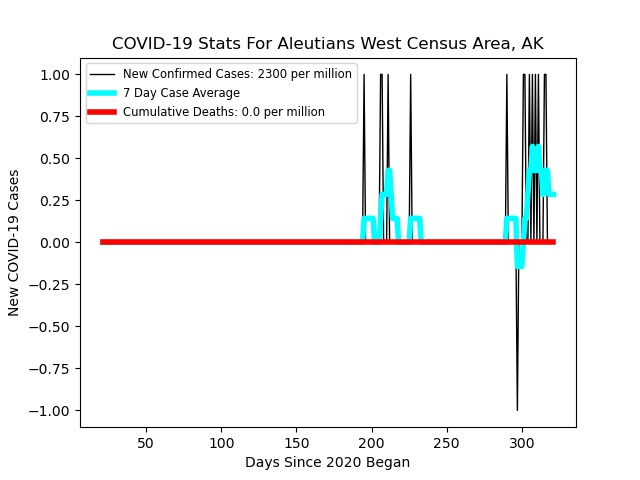 COVID-19 Stats For Aleutians West Census Area, AK
New Confirmed Cases: 2300 per million
7 Day Case Average
Cumulative Deaths: 0.0 per million
New COVID-19 Cases
1.00
0.75
0.50
0.25
0.00
−0.25
−0.50
−0.75
−1.00
50 100 150 200 250 300
Days Since 2020 Began